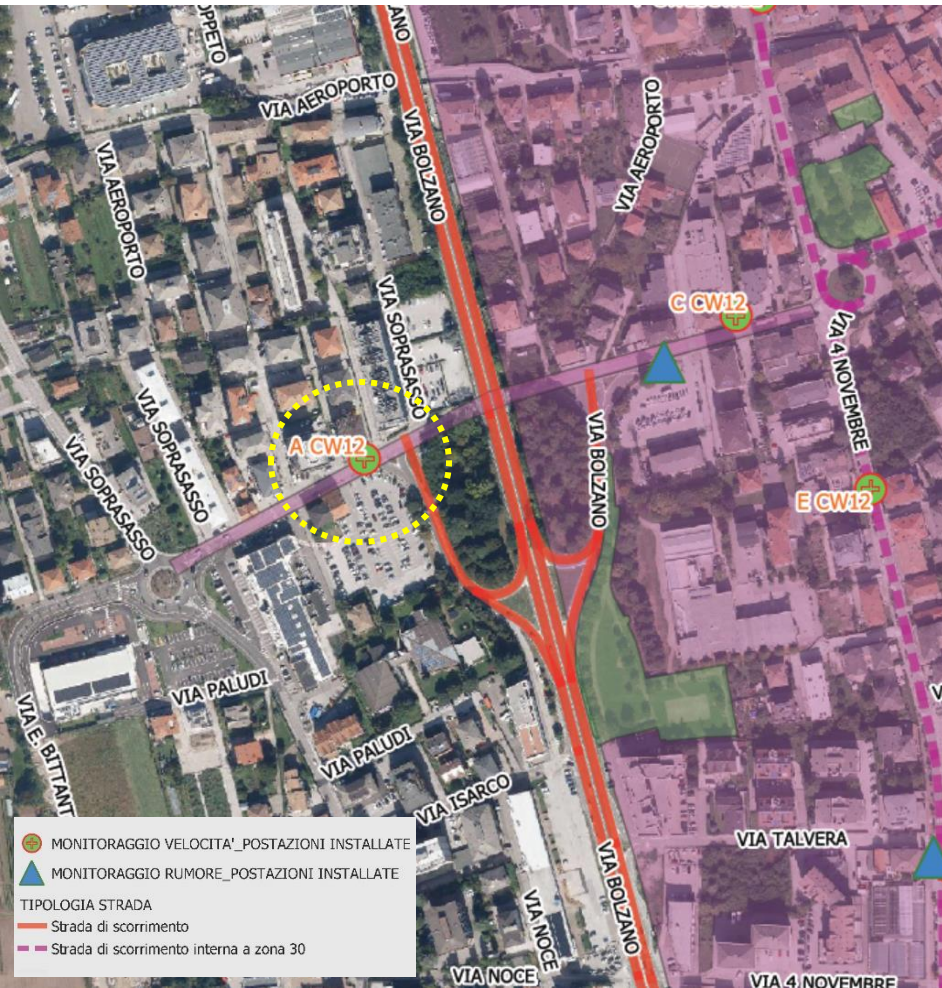 OPPETO
ZANO
VIA AEROPORTO
VIA BOLZANO
VIA AEROPORTO
VIA AEROPORTO
VIA SOPRASASSO
C CW12
VIA 4 NOVEMBRE
VIA SOPRASASSO
A CW12
VIA BOLZANO
VIA SOPRASASSO
E CW12
VIA PALUDI
VIA PALUDI
VIA E. BITTANT
VIA ISARCO
VIA TALVERA
VIA BOLZANO
VIA NOCE
VIA NOCE
VIA 4 NOVEMBRE
MONITORAGGIO VELOCITA'_POSTAZIONI INSTALLATE
MONITORAGGIO RUMORE_POSTAZIONI INSTALLATE
TIPOLOGIA STRADA
Strada di scorrimento
Strada di scorrimento interna a zona 30